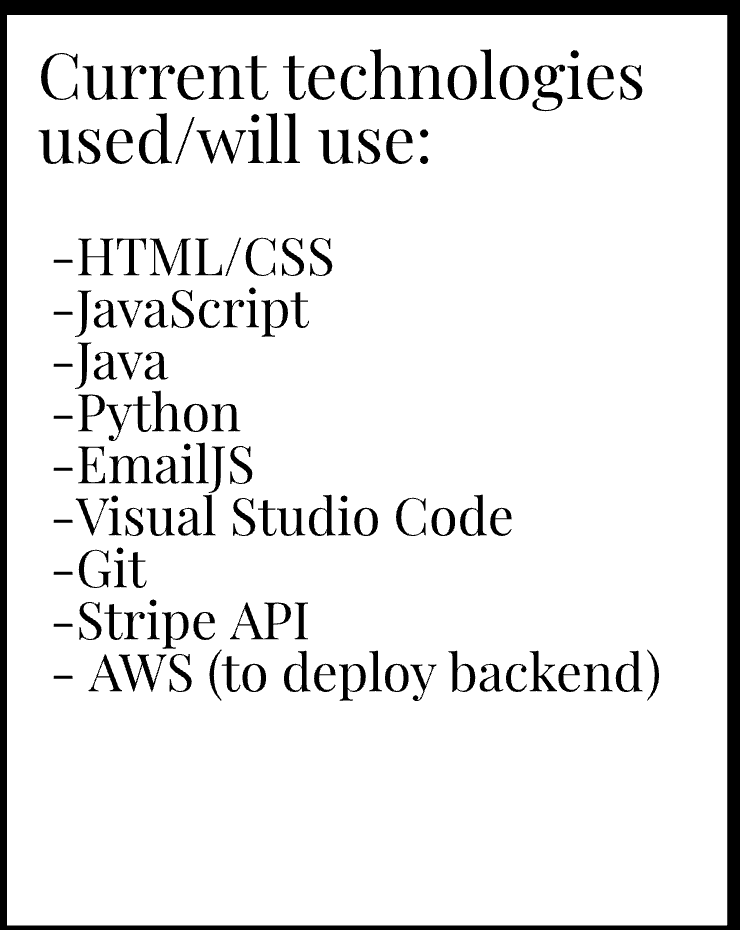 Current technologies
used/will use:
-HTML/CSS
-JavaScript
-Java
-Python
-EmailJS
-Visual Studio Code
-Git
-Stripe API
- AWS (to deploy backend)